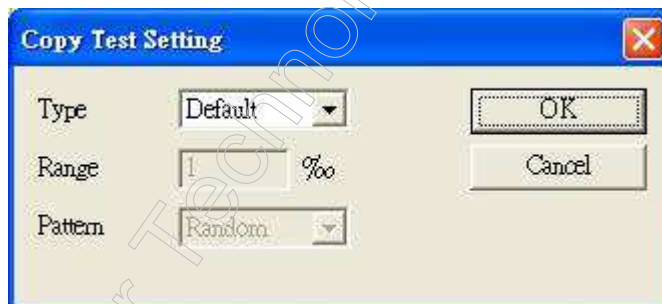 Copy Test Setting
Type Default OK
Range 1 ‰ Cancel
Pattern Random